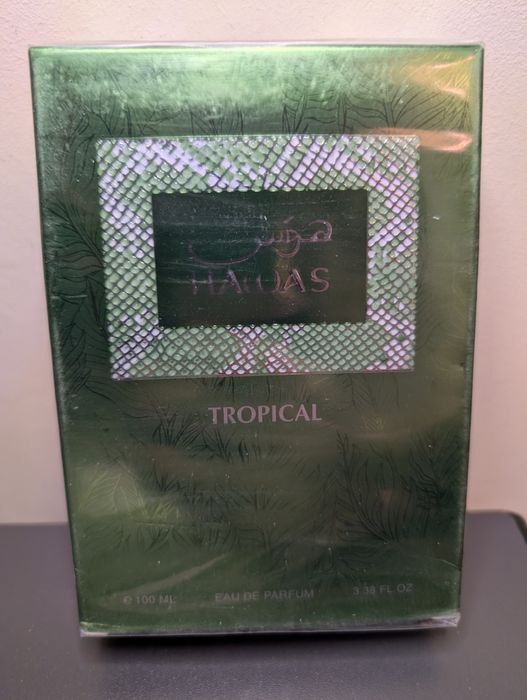 هوس
HAWAS
TROPICAL
℮ 100 ML EAU DE PARFUM 3.38 FL OZ